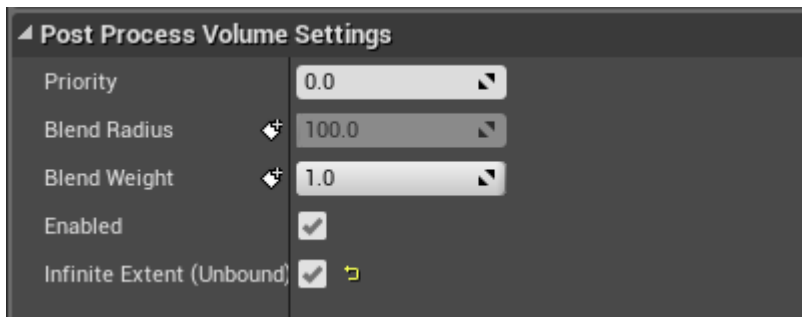 Post Process Volume Settings
Priority 0.0
Blend Radius 100.0
Blend Weight 1.0
Enabled
Infinite Extent (Unbound)